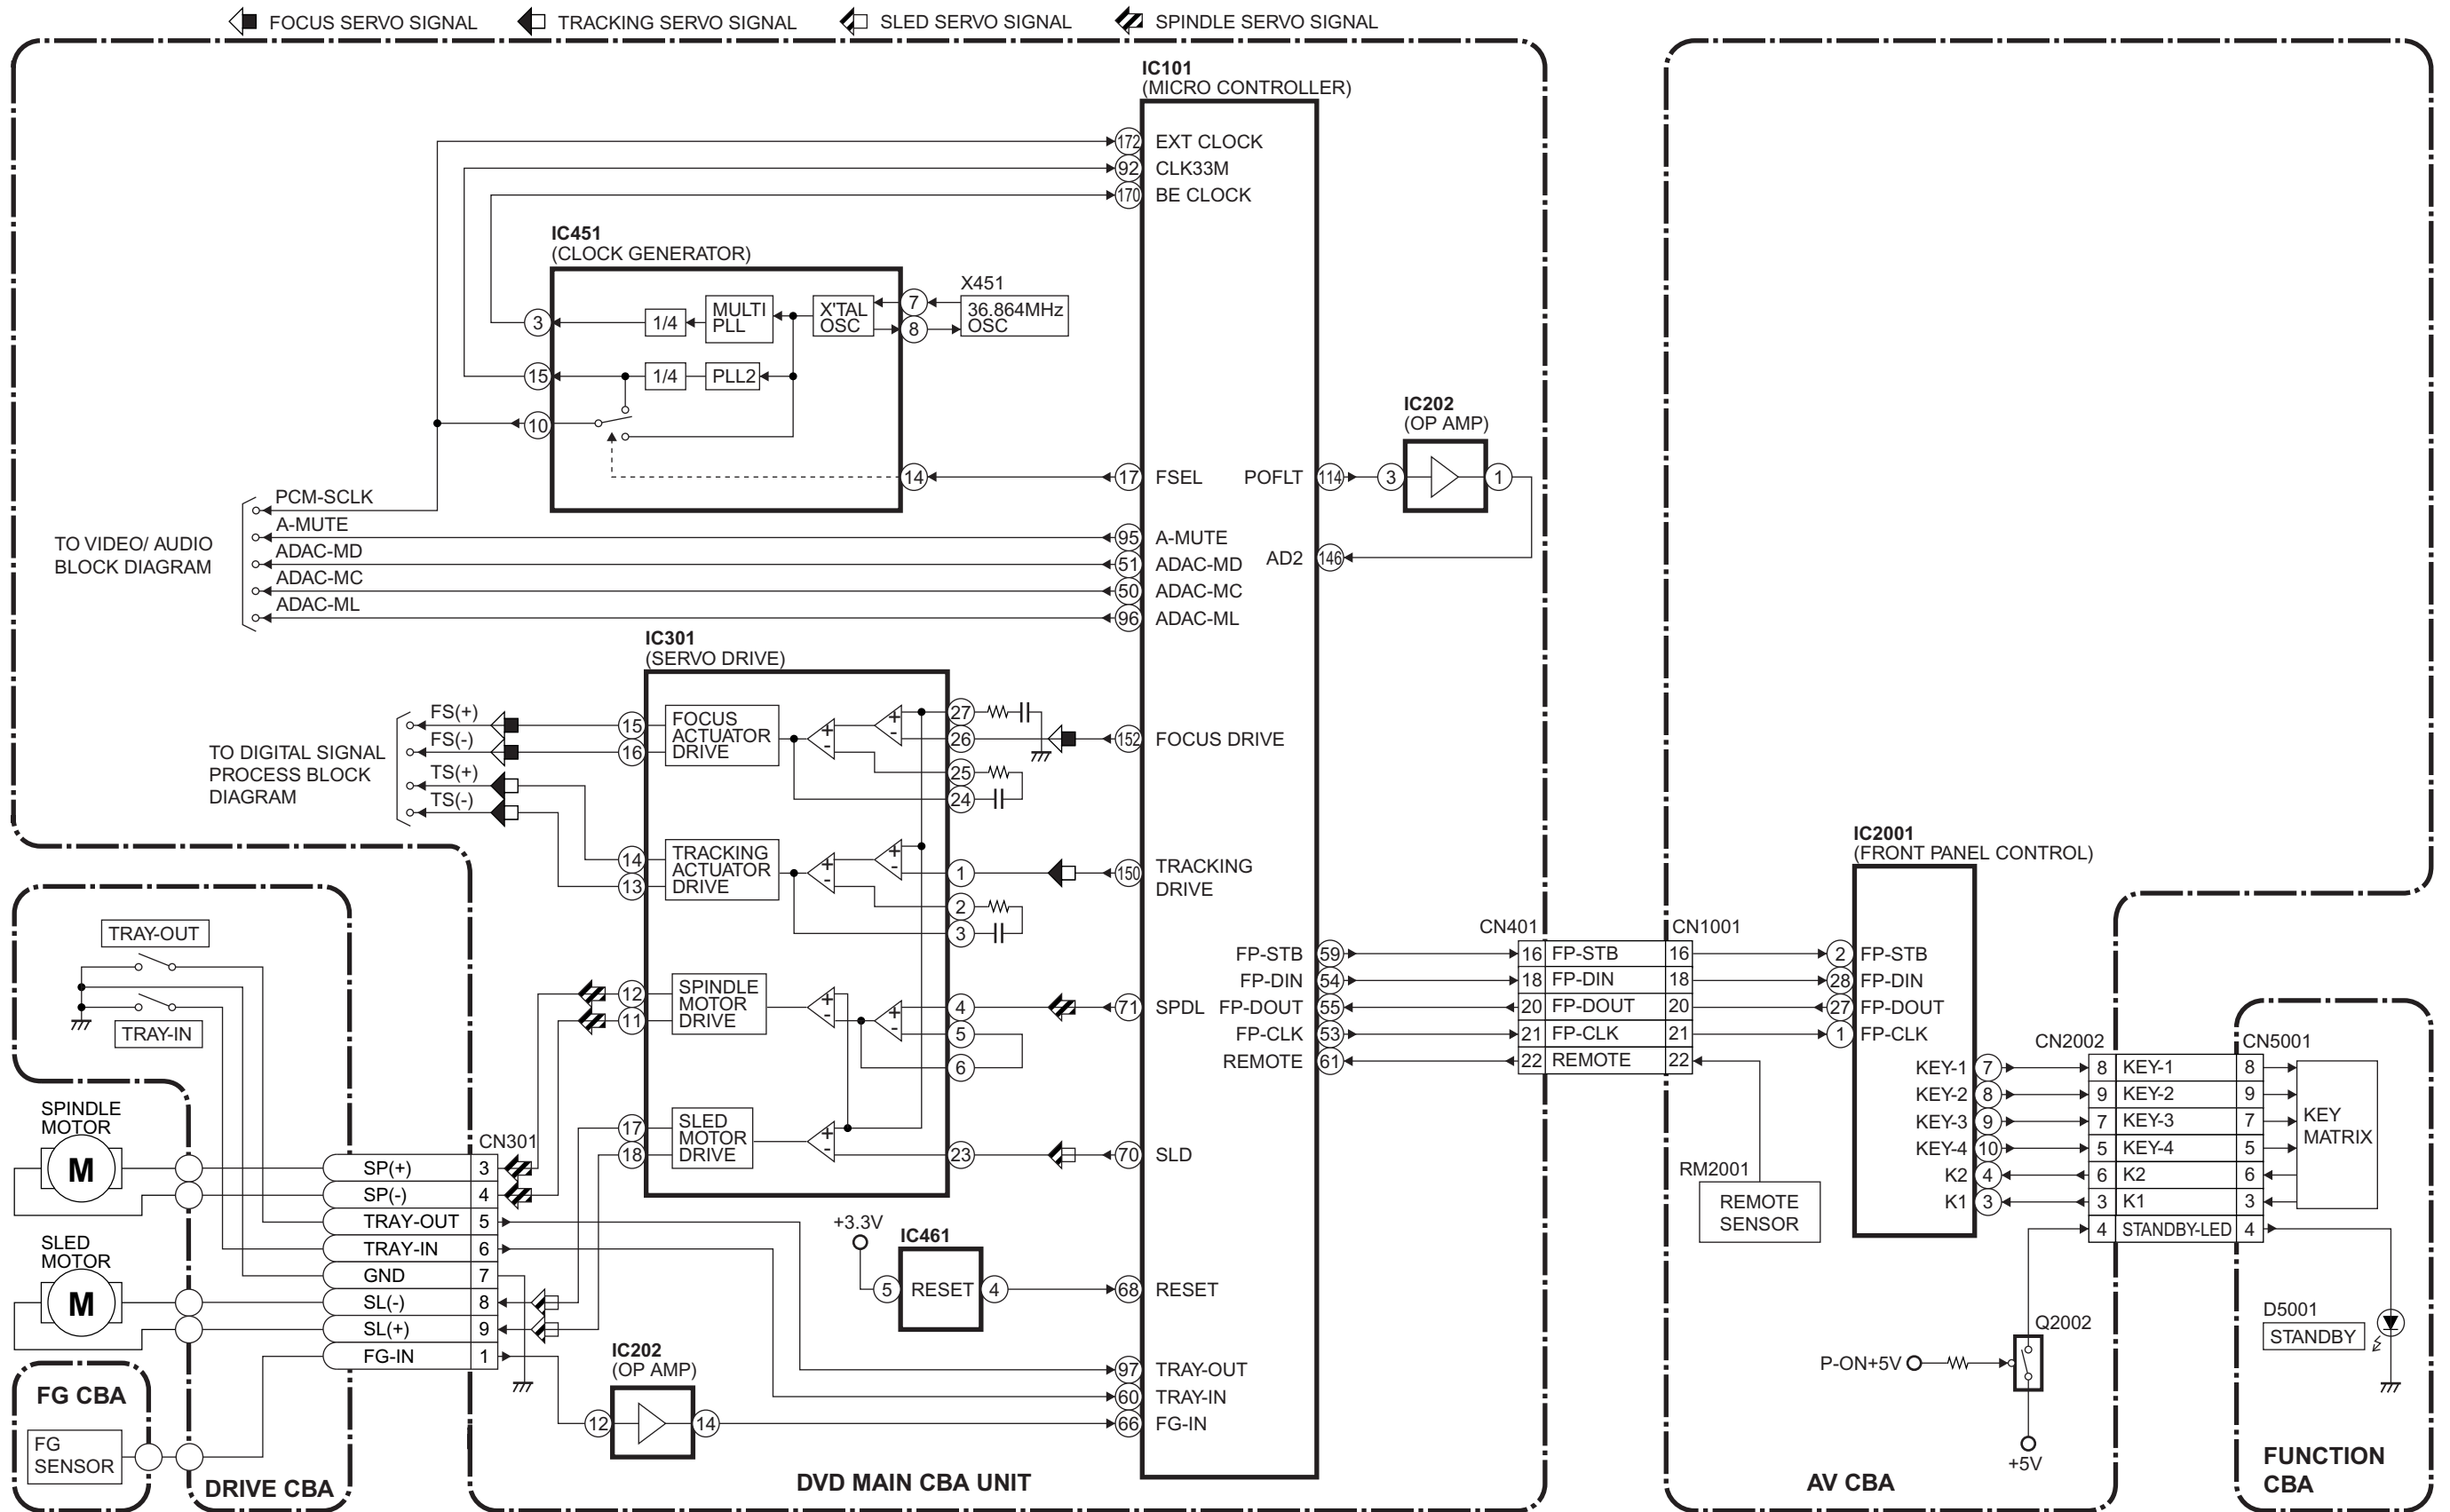 FOCUS SERVO SIGNAL
TRACKING SERVO SIGNAL
SLED SERVO SIGNAL
SPINDLE SERVO SIGNAL
IC101
(MICRO CONTROLLER)
172 EXT CLOCK
92 CLK33M
170 BE CLOCK
IC451
(CLOCK GENERATOR)
X451
3
1/4
MULTI
PLL
X'TAL
OSC
7
8
36.864MHz
OSC
15
1/4
PLL2
10
14
17 FSEL
POFLT 114
IC202
(OP AMP)
3
1
AD2 146
TO VIDEO/ AUDIO
BLOCK DIAGRAM
PCM-SCLK
A-MUTE
ADAC-MD
ADAC-MC
ADAC-ML
95 A-MUTE
51 ADAC-MD
50 ADAC-MC
96 ADAC-ML
IC301
(SERVO DRIVE)
TO DIGITAL SIGNAL
PROCESS BLOCK
DIAGRAM
FS(+)
FS(-)
TS(+)
TS(-)
15
16
FOCUS
ACTUATOR
DRIVE
+
-
+
-
27
26
25
24
152 FOCUS DRIVE
14
13
TRACKING
ACTUATOR
DRIVE
+
-
+
-
1
2
3
150 TRACKING
DRIVE
12
11
SPINDLE
MOTOR
DRIVE
+
-
+
-
4
5
6
71 SPDL
17
18
SLED
MOTOR
DRIVE
+
-
23
70 SLD
FP-STB 59
FP-DIN 54
FP-DOUT 55
FP-CLK 53
REMOTE 61
CN401
CN1001
16 FP-STB 16
18 FP-DIN 18
20 FP-DOUT 20
21 FP-CLK 21
22 REMOTE 22
IC2001
(FRONT PANEL CONTROL)
2 FP-STB
28 FP-DIN
27 FP-DOUT
1 FP-CLK
KEY-1 7
KEY-2 8
KEY-3 9
KEY-4 10
K2 4
K1 3
CN2002
CN5001
8 KEY-1 8
9 KEY-2 9
7 KEY-3 7
5 KEY-4 5
6 K2 6
3 K1 3
4 STANDBY-LED 4
KEY
MATRIX
RM2001
REMOTE
SENSOR
TRAY-OUT
TRAY-IN
SPINDLE
MOTOR
M
SLED
MOTOR
M
CN301
SP(+) 3
SP(-) 4
TRAY-OUT 5
TRAY-IN 6
GND 7
SL(-) 8
SL(+) 9
FG-IN 1
+3.3V
IC461
5
RESET
4
68 RESET
IC202
(OP AMP)
12
14
97 TRAY-OUT
60 TRAY-IN
66 FG-IN
FG CBA
FG
SENSOR
DRIVE CBA
DVD MAIN CBA UNIT
P-ON+5V
Q2002
+5V
D5001
STANDBY
AV CBA
FUNCTION
CBA